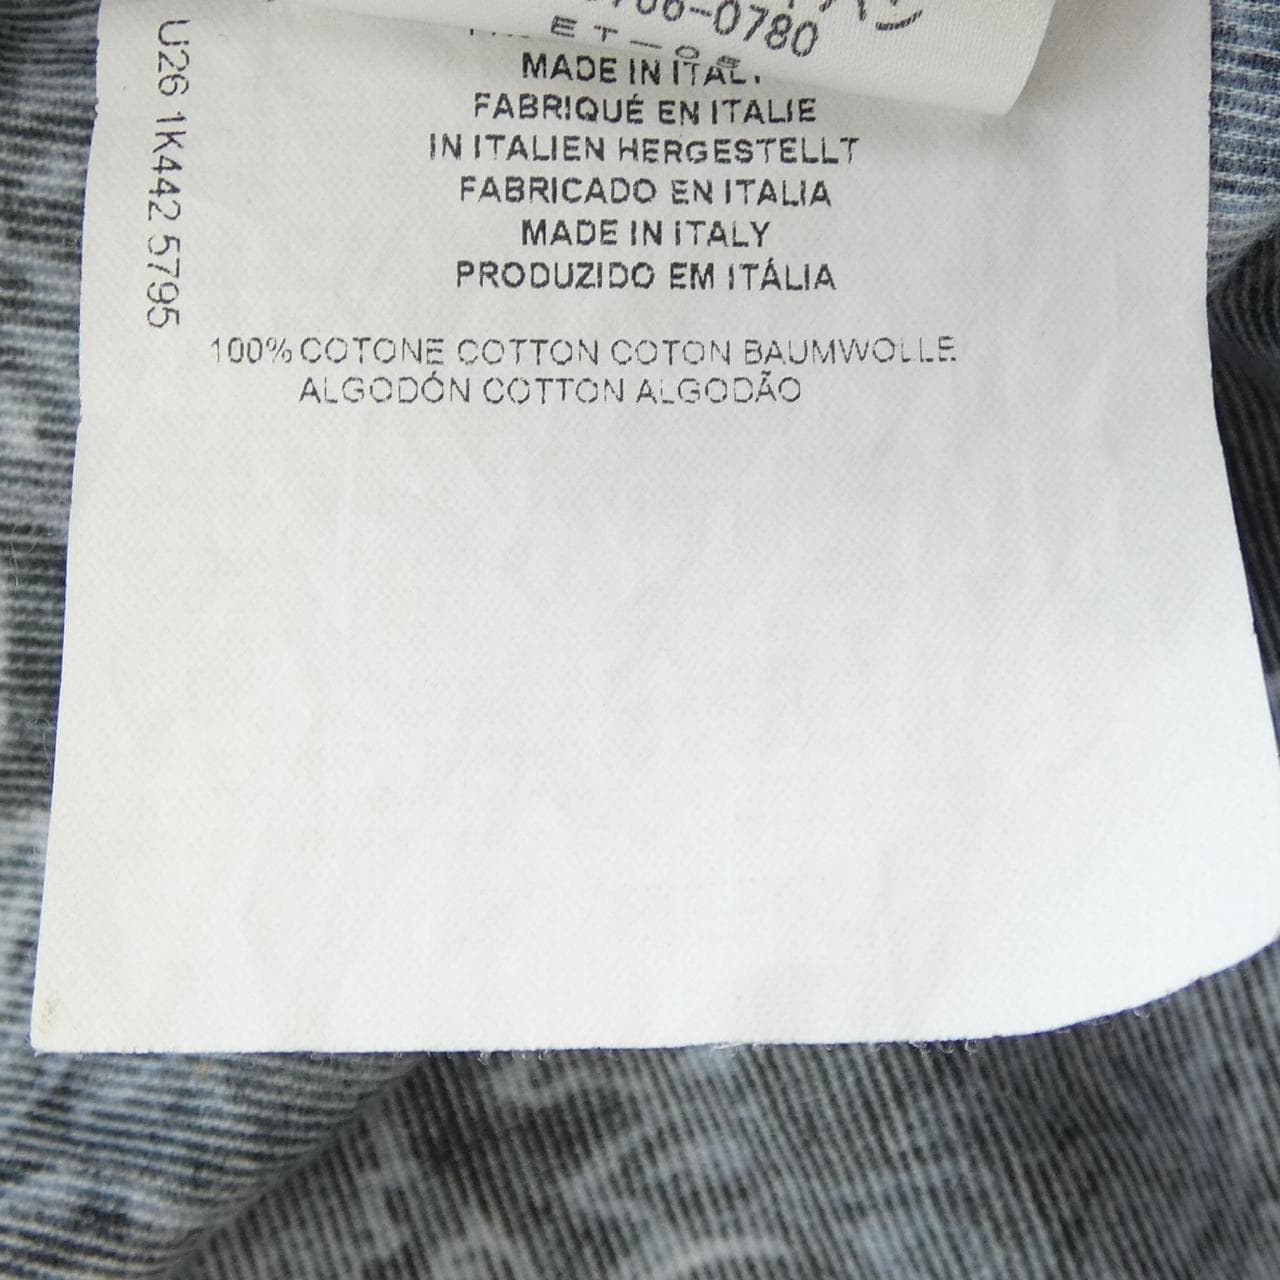 -0780
MADE IN ITALY
FABRIQUÉ EN ITALIE
IN ITALIEN HERGESTELLT
FABRICADO EN ITALIA
MADE IN ITALY
PRODUZIDO EM ITÁLIA
100% COTONE COTTON COTON BAUMWOLLE
ALGODÓN COTTON ALGODÃO
U26 1K442 5795